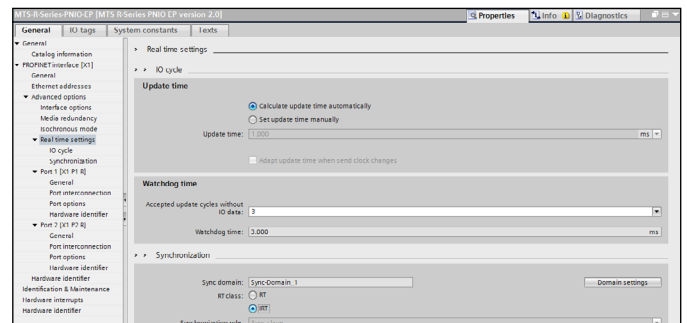 MTS-R-Series-PNIO-EP [MTS R-Series PNIO EP version 2.0]
Properties
Info
Diagnostics
General
IO tags
System constants
Texts
General
Catalog information
PROFINET interface [X1]
General
Ethernet addresses
Advanced options
Interface options
Media redundancy
Isochronous mode
Real time settings
IO cycle
Synchronization
Port 1 [X1 P1 R]
General
Port interconnection
Port options
Hardware identifier
Port 2 [X1 P2 R]
General
Port interconnection
Port options
Hardware identifier
Hardware identifier
Identification & Maintenance
Hardware interrupts
Hardware identifier
Real time settings
IO cycle
Update time
Calculate update time automatically
Set update time manually
Update time: 1.000 ms
Adapt update time when send clock changes
Watchdog time
Accepted update cycles without
IO data: 3
Watchdog time: 3.000 ms
Synchronization
Sync domain: Sync-Domain_1 Domain settings
RT class: RT
IRT